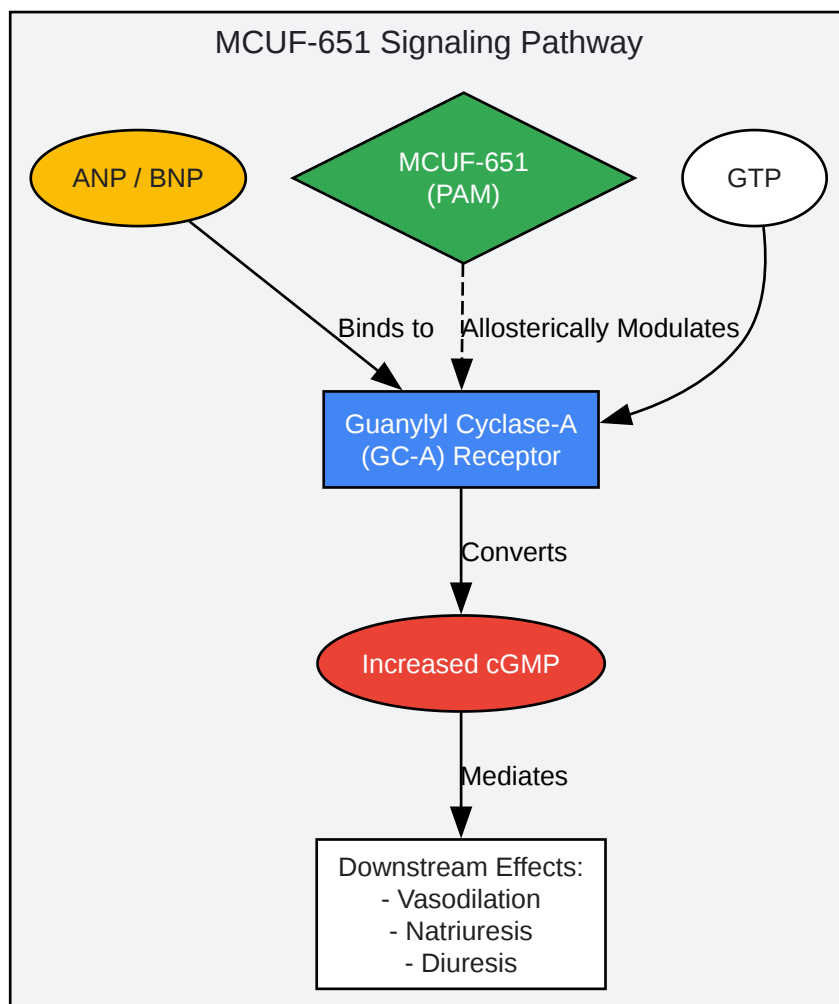 MCUF-651 Signaling Pathway
ANP / BNP
MCUF-651
(PAM)
GTP
Binds to
Allosterically Modulates
Guanylyl Cyclase-A
(GC-A) Receptor
Converts
Increased cGMP
Mediates
Downstream Effects:
- Vasodilation
- Natriuresis
- Diuresis